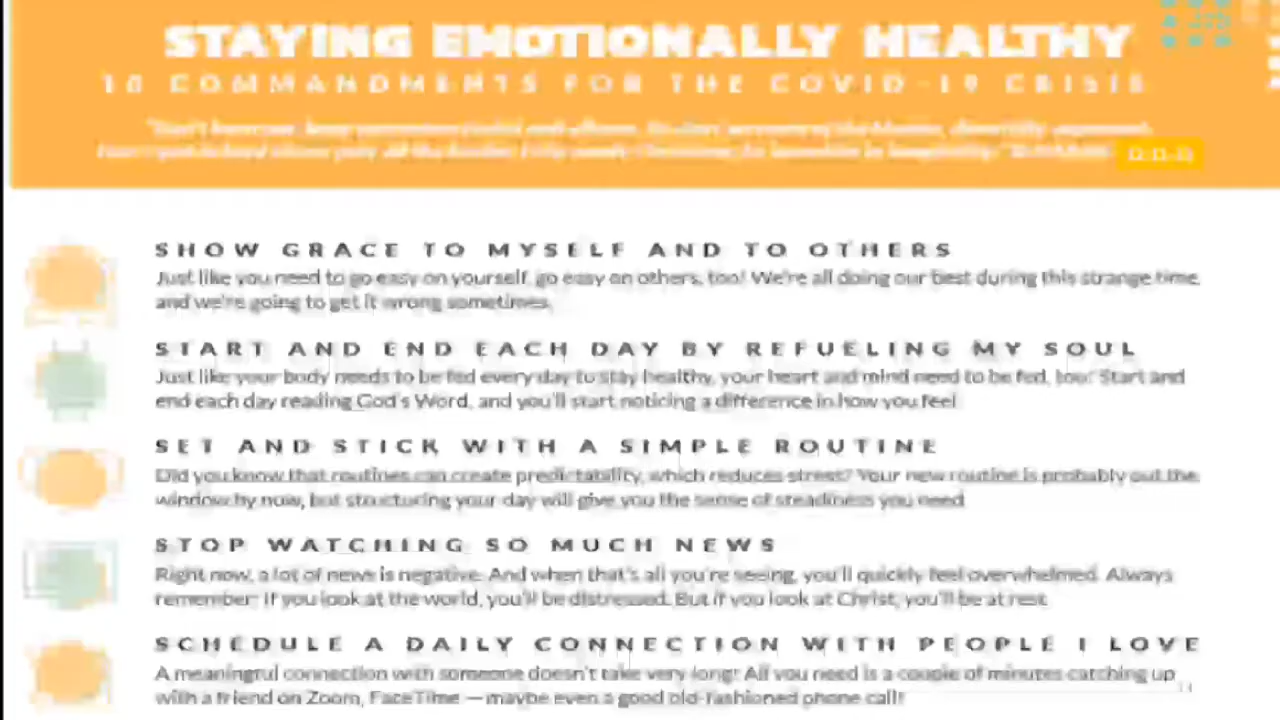 STAYING EMOTIONALLY HEALTHY
10 COMMANDMENTS FOR THE COVID-19 CRISIS
SHOW GRACE TO MYSELF AND TO OTHERS
Just like you need to go easy on yourself, go easy on others, too! We're all doing our best during this strange time,
and we're going to get it wrong sometimes.
START AND END EACH DAY BY REFUELING MY SOUL
Just like your body needs to be fed every day to stay healthy, your heart and mind need to be fed, too! Start and
end each day reading God's Word, and you'll start noticing a difference in how you feel.
SET AND STICK WITH A SIMPLE ROUTINE
Did you know that routines can create predictability, which reduces stress? Your new routine is probably out the
window by now, but structuring your day will give you the sense of steadiness you need.
STOP WATCHING SO MUCH NEWS
Right now, a lot of news is negative. And when that's all you're seeing, you'll quickly feel overwhelmed. Always
remember: If you look at the world, you'll be distressed. But if you look at Christ, you'll be at rest.
SCHEDULE A DAILY CONNECTION WITH PEOPLE I LOVE
A meaningful connection with someone doesn't take very long! All you need is a couple of minutes catching up
with a friend on Zoom, FaceTime — maybe even a good old-fashioned phone call!